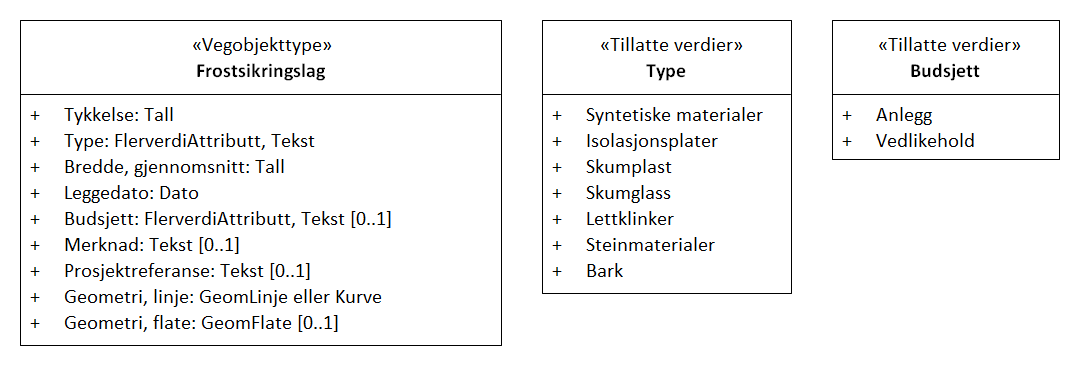 «Vegobjekttype»
Frostsikringslag
+ Tykkelse: Tall
+ Type: FlerverdiAttributt, Tekst
+ Bredde, gjennomsnitt: Tall
+ Leggedato: Dato
+ Budsjett: FlerverdiAttributt, Tekst [0..1]
+ Merknad: Tekst [0..1]
+ Prosjektreferanse: Tekst [0..1]
+ Geometri, linje: GeomLinje eller Kurve
+ Geometri, flate: GeomFlate [0..1]
«Tillatte verdier»
Type
+ Syntetiske materialer
+ Isolasjonsplater
+ Skumplast
+ Skumglass
+ Lettklinker
+ Steinmaterialer
+ Bark
«Tillatte verdier»
Budsjett
+ Anlegg
+ Vedlikehold